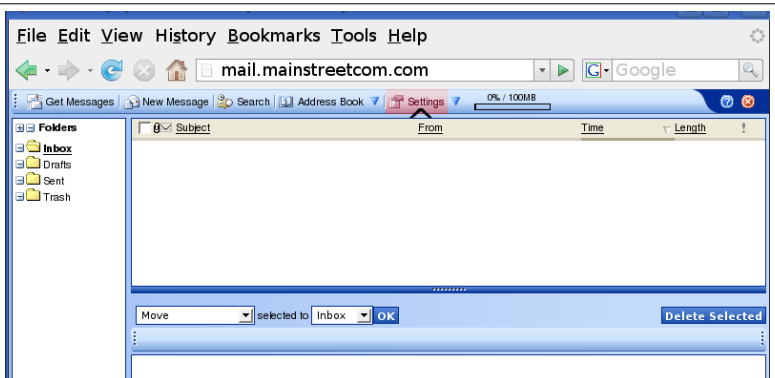 File Edit View History Bookmarks Tools Help
mail.mainstreetcom.com G Google
Get Messages New Message Search Address Book Settings 0% / 100MB ?
Folders Subject From Time Length !
Inbox
Drafts
Sent
Trash
Move selected to Inbox OK Delete Selected